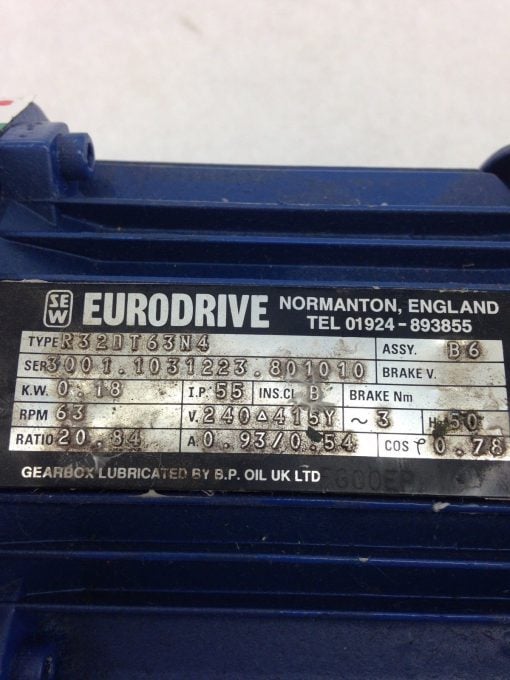 SEW EURODRIVE NORMANTON, ENGLAND
TEL 01924-893855
TYPE R32DT63N4 ASSY. B6
SER 3001.1031223.801010 BRAKE V.
K.W. 0.18 I.P. 55 INS.Cl B BRAKE Nm
RPM 63 V. 240△415Y ~ 3 Hz 50
RATIO 20.84 A 0.93/0.54 COS φ 0.78
GEARBOX LUBRICATED BY B.P. OIL UK LTD